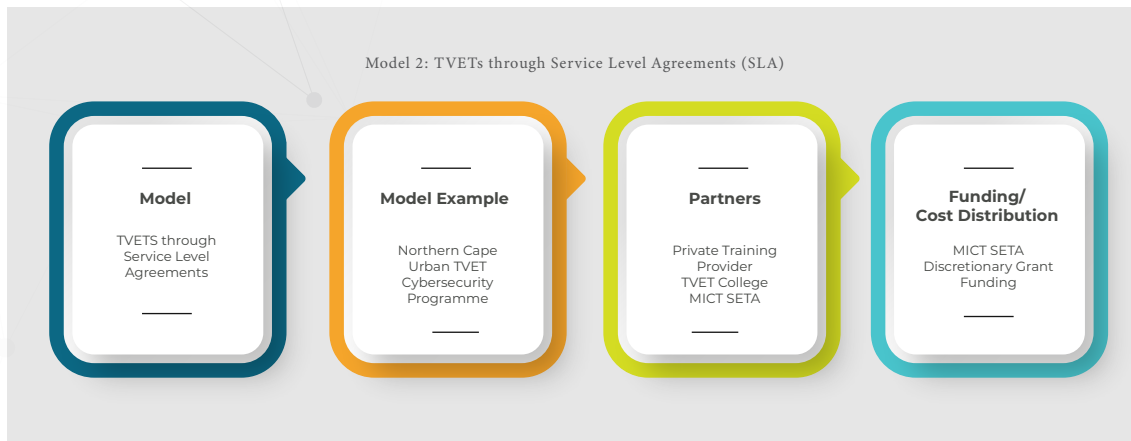 Model 2: TVETs through Service Level Agreements (SLA)
Model
TVETS through
Service Level
Agreements
Model Example
Northern Cape
Urban TVET
Cybersecurity
Programme
Partners
Private Training
Provider
TVET College
MICT SETA
Funding/
Cost Distribution
MICT SETA
Discretionary Grant
Funding